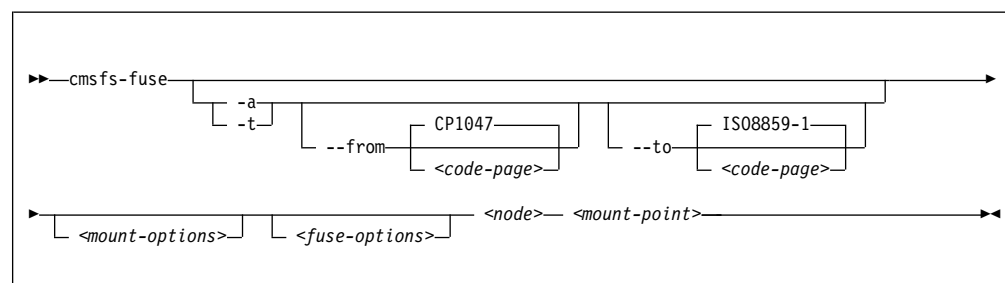 cmsfs-fuse
-a
-t
CP1047
ISO8859-1
--from
--to
<code-page>
<code-page>
<node> <mount-point>
<mount-options>
<fuse-options>